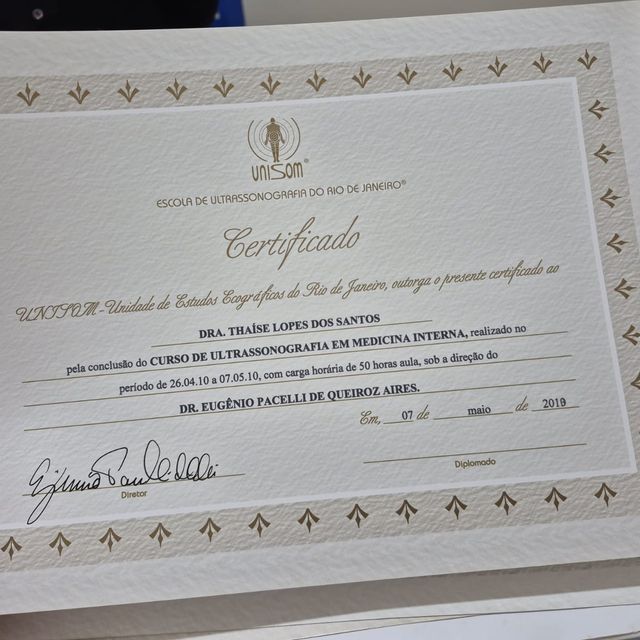 UNISOM®
ESCOLA DE ULTRASSONOGRAFIA DO RIO DE JANEIRO®
Certificado
UNISOM - Unidade de Estudos Ecográficos do Rio de Janeiro, outorga o presente certificado ao
DRA. THAÍSE LOPES DOS SANTOS
pela conclusão do CURSO DE ULTRASSONOGRAFIA EM MEDICINA INTERNA, realizado no
período de 26.04.10 a 07.05.10, com carga horária de 50 horas aula, sob a direção do
DR. EUGÊNIO PACELLI DE QUEIROZ AIRES.
Em, 07 de maio de 2010
Diretor
Diplomado